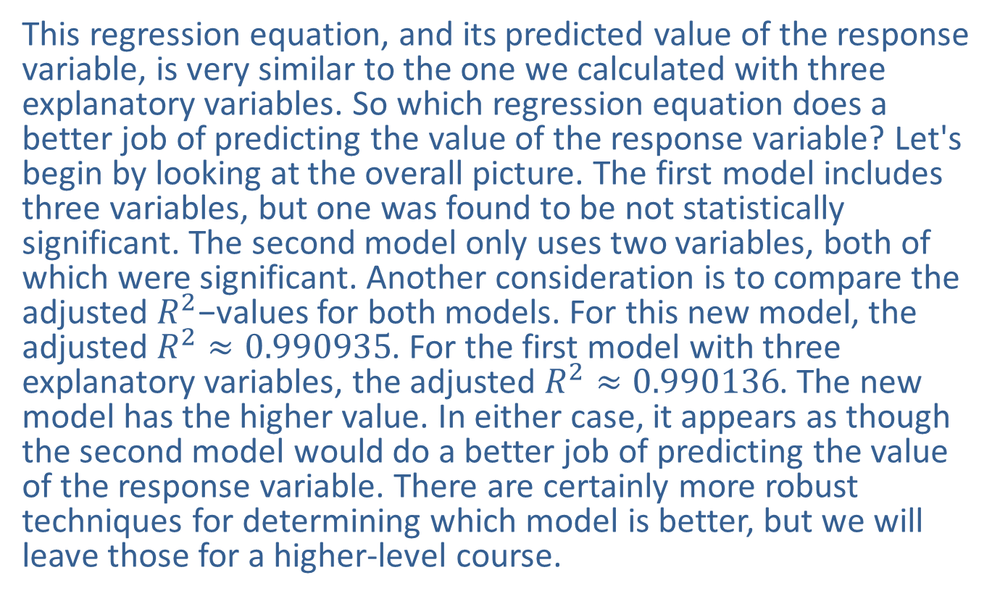 This regression equation, and its predicted value of the response
variable, is very similar to the one we calculated with three
explanatory variables. So which regression equation does a
better job of predicting the value of the response variable? Let's
begin by looking at the overall picture. The first model includes
three variables, but one was found to be not statistically
significant. The second model only uses two variables, both of
which were significant. Another consideration is to compare the
adjusted R²–values for both models. For this new model, the
adjusted R² ≈ 0.990935. For the first model with three
explanatory variables, the adjusted R² ≈ 0.990136. The new
model has the higher value. In either case, it appears as though
the second model would do a better job of predicting the value
of the response variable. There are certainly more robust
techniques for determining which model is better, but we will
leave those for a higher-level course.